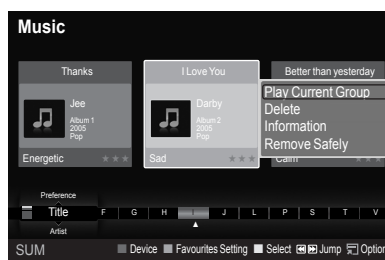 Music
Thanks
I Love You
Better than yesterday
Jee
Album 1
2005
Pop
Darby
Album 2
2005
Pop
Play Current Group
Delete
Information
Remove Safely
Energetic
Sad
Calm
Preference
Title
F G H I J L P S T V
Artist
SUM
Device Favourites Setting Select Jump Option